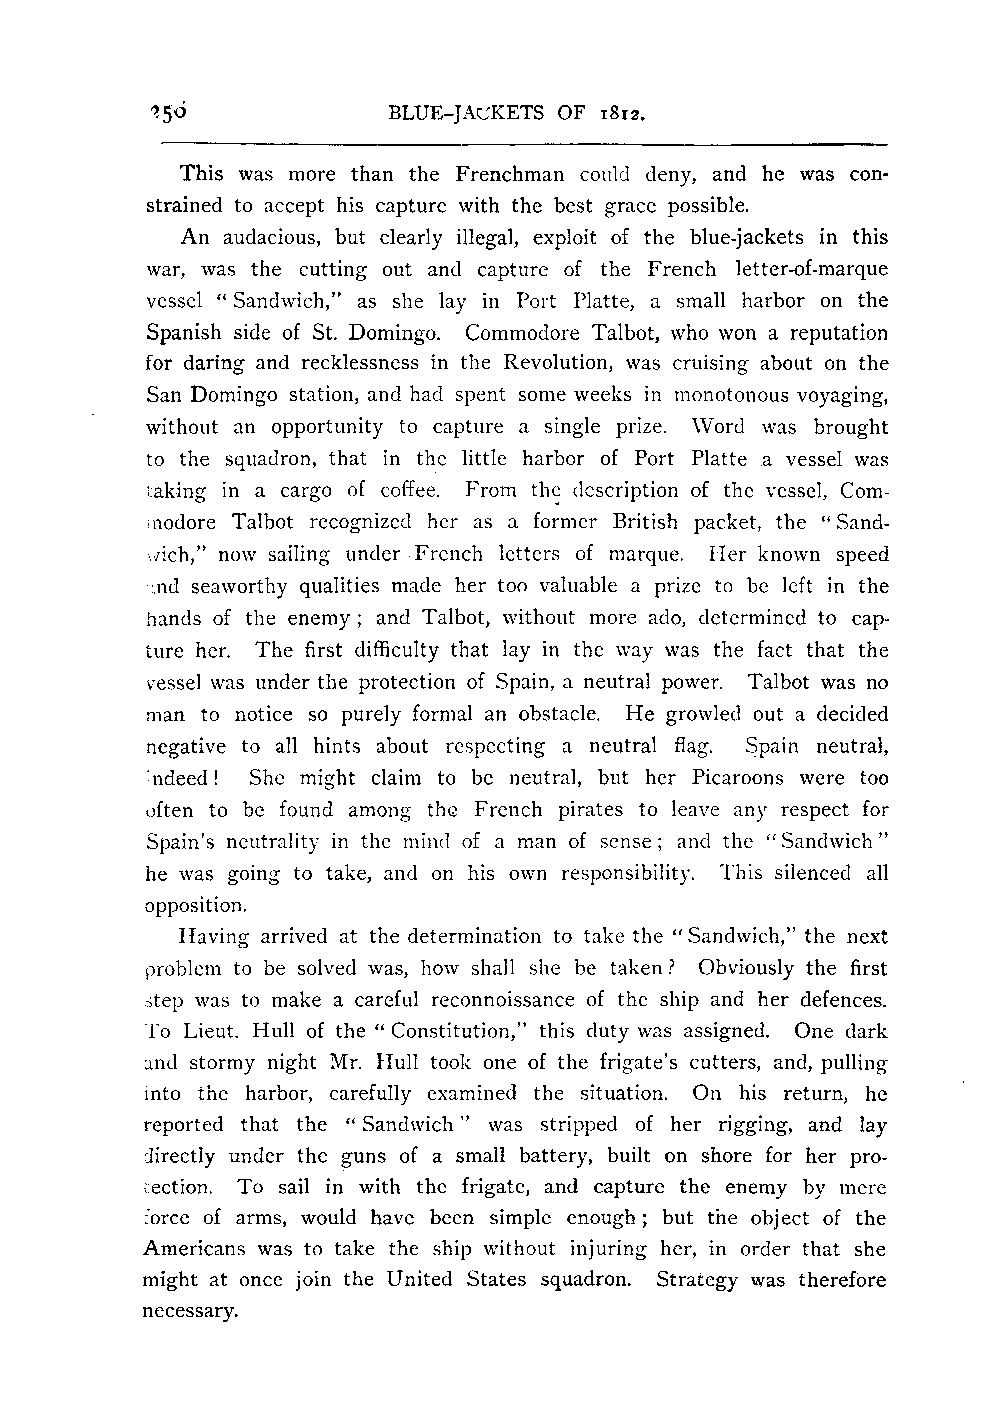 256 BLUE-JACKETS OF 1812.
This was more than the Frenchman could deny, and he was con-
strained to accept his capture with the best grace possible.
An audacious, but clearly illegal, exploit of the blue-jackets in this
war, was the cutting out and capture of the French letter-of-marque
vessel “Sandwich,” as she lay in Port Platte, a small harbor on the
Spanish side of St. Domingo. Commodore Talbot, who won a reputation
for daring and recklessness in the Revolution, was cruising about on the
San Domingo station, and had spent some weeks in monotonous voyaging,
without an opportunity to capture a single prize. Word was brought
to the squadron, that in the little harbor of Port Platte a vessel was
taking in a cargo of coffee. From the description of the vessel, Com-
modore Talbot recognized her as a former British packet, the “Sand-
wich,” now sailing under French letters of marque. Her known speed
and seaworthy qualities made her too valuable a prize to be left in the
hands of the enemy; and Talbot, without more ado, determined to cap-
ture her. The first difficulty that lay in the way was the fact that the
vessel was under the protection of Spain, a neutral power. Talbot was no
man to notice so purely formal an obstacle. He growled out a decided
negative to all hints about respecting a neutral flag. Spain neutral,
indeed! She might claim to be neutral, but her Picaroons were too
often to be found among the French pirates to leave any respect for
Spain's neutrality in the mind of a man of sense; and the “Sandwich”
he was going to take, and on his own responsibility. This silenced all
opposition.
Having arrived at the determination to take the “Sandwich,” the next
problem to be solved was, how shall she be taken? Obviously the first
step was to make a careful reconnoissance of the ship and her defences.
To Lieut. Hull of the “Constitution,” this duty was assigned. One dark
and stormy night Mr. Hull took one of the frigate's cutters, and, pulling
into the harbor, carefully examined the situation. On his return, he
reported that the “Sandwich” was stripped of her rigging, and lay
directly under the guns of a small battery, built on shore for her pro-
tection. To sail in with the frigate, and capture the enemy by mere
force of arms, would have been simple enough; but the object of the
Americans was to take the ship without injuring her, in order that she
might at once join the United States squadron. Strategy was therefore
necessary.